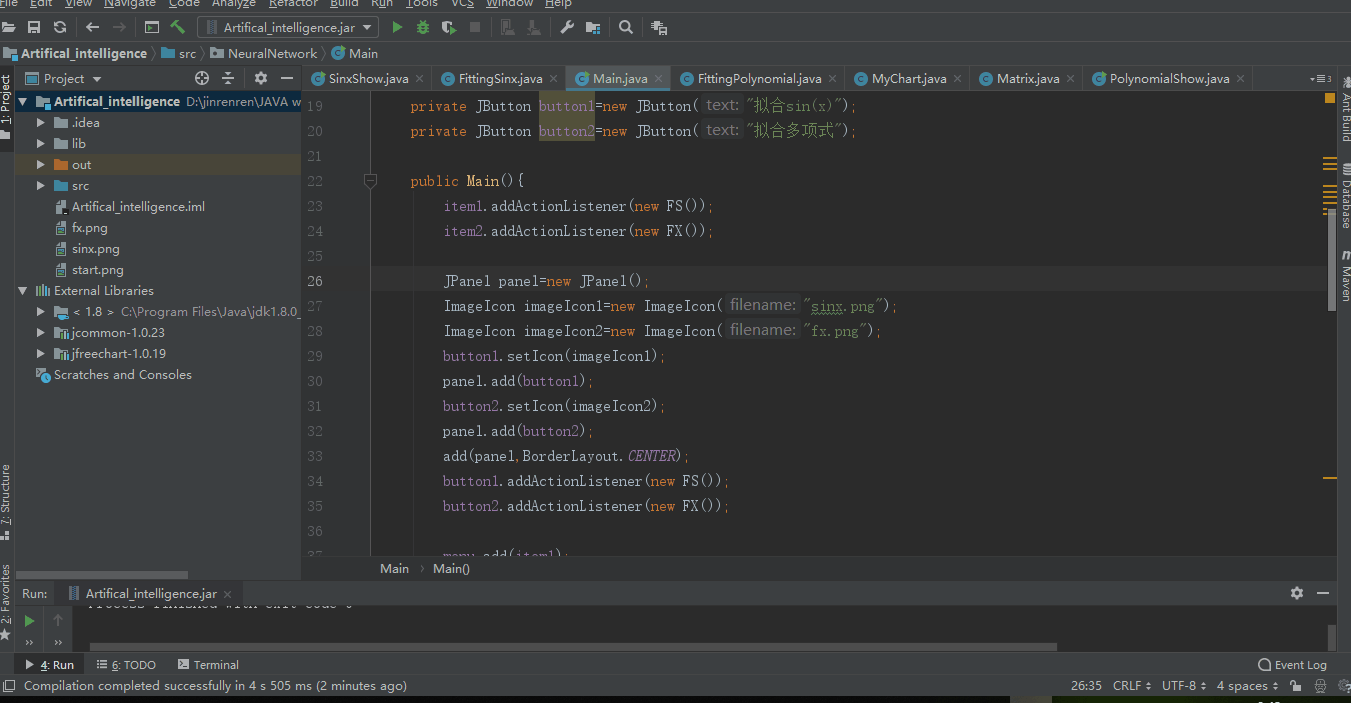 File Edit View Navigate Code Analyze Refactor Build Run Tools VCS Window Help
Artifical_intelligence.jar
Artifical_intelligence src NeuralNetwork Main
1: Project
Project
SinxShow.java FittingSinx.java Main.java FittingPolynomial.java MyChart.java Matrix.java PolynomialShow.java
Artifical_intelligence D:\jinrenren\JAVA w
.idea
lib
out
src
Artifical_intelligence.iml
fx.png
sinx.png
start.png
External Libraries
< 1.8 > C:\Program Files\Java\jdk1.8.0_
jcommon-1.0.23
jfreechart-1.0.19
Scratches and Consoles
19 private JButton button1=new JButton( text: "拟合sin(x)");
20 private JButton button2=new JButton( text: "拟合多项式");
21
22 public Main(){
23 item1.addActionListener(new FS());
24 item2.addActionListener(new FX());
25
26 JPanel panel=new JPanel();
27 ImageIcon imageIcon1=new ImageIcon( filename: "sinx.png");
28 ImageIcon imageIcon2=new ImageIcon( filename: "fx.png");
29 button1.setIcon(imageIcon1);
30 panel.add(button1);
31 button2.setIcon(imageIcon2);
32 panel.add(button2);
33 add(panel,BorderLayout.CENTER);
34 button1.addActionListener(new FS());
35 button2.addActionListener(new FX());
36
37 menu.add(item1);
Main Main()
3
Ant Build
Database
Maven
7: Structure
2: Favorites
Run: Artifical_intelligence.jar
Process finished with exit code 0
4: Run 6: TODO Terminal Event Log
Compilation completed successfully in 4 s 505 ms (2 minutes ago) 26:35 CRLF UTF-8 4 spaces